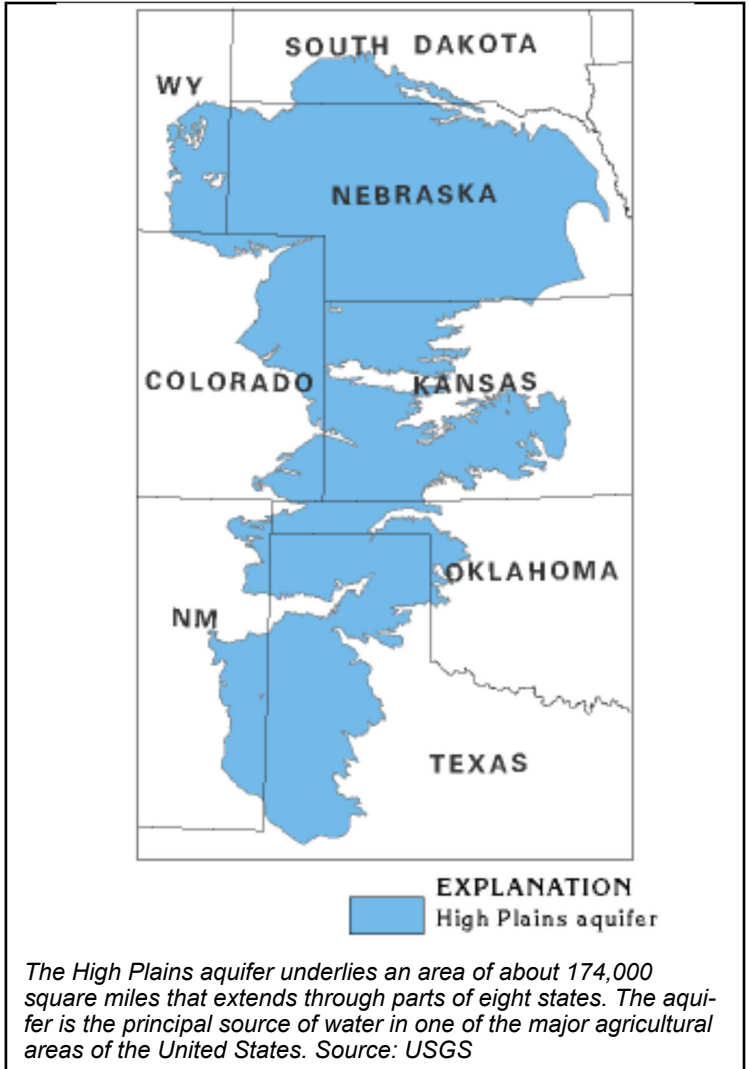 SOUTH DAKOTA
WY
NEBRASKA
COLORADO
KANSAS
OKLAHOMA
NM
TEXAS
EXPLANATION
High Plains aquifer
The High Plains aquifer underlies an area of about 174,000
square miles that extends through parts of eight states. The aqui-
fer is the principal source of water in one of the major agricultural
areas of the United States. Source: USGS